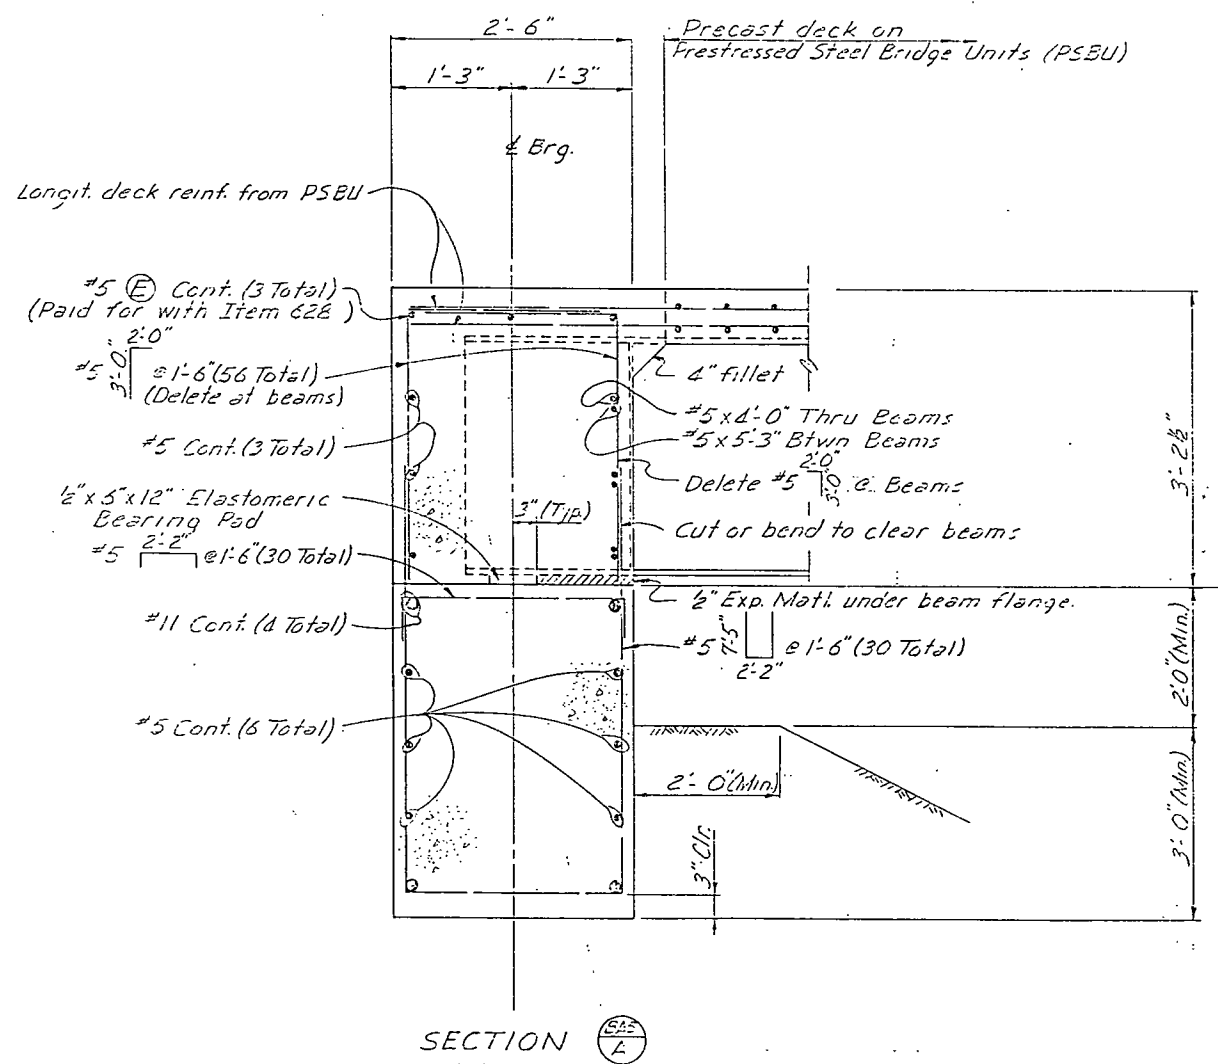 2'-6"
Precast deck on
Prestressed Steel Bridge Units (PSBU)
1'-3"
1'-3"
℄ Brg.
Longit. deck reinf. from PSBU
#5 Ⓔ Cont. (3 Total)
(Paid for with Item 628 )
2'-0"
3'-0"
#5 @ 1'-6" (56 Total)
(Delete at beams)
4" fillet
#5 x 4'-0" Thru Beams
#5 Cont. (3 Total)
#5 x 5'-3" Btwn Beams
2'-0"
Delete #5 3'-0" @ Beams
3'-2½"
½" x 5" x 12" Elastomeric
Bearing Pad
3" (Typ.)
Cut or bend to clear beams
2'-2"
#5 @ 1'-6" (30 Total)
½" Exp. Matl. under beam flange.
#11 Cont. (4 Total)
#5 7'-5" @ 1'-6" (30 Total)
2'-2"
2'-0" (Min.)
#5 Cont. (6 Total)
2'-0" (Min.)
3'-0" (Min.)
3" Clr.
SECTION